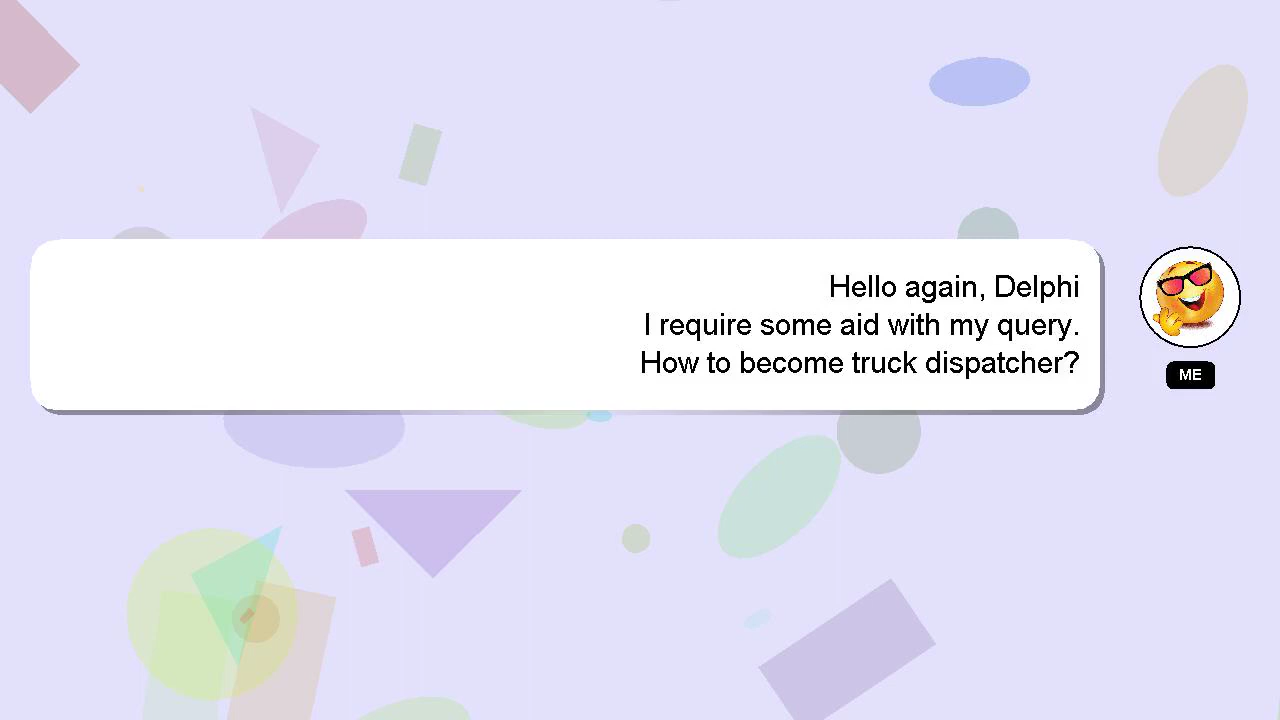 Hello again, Delphi
I require some aid with my query.
How to become truck dispatcher?
ME